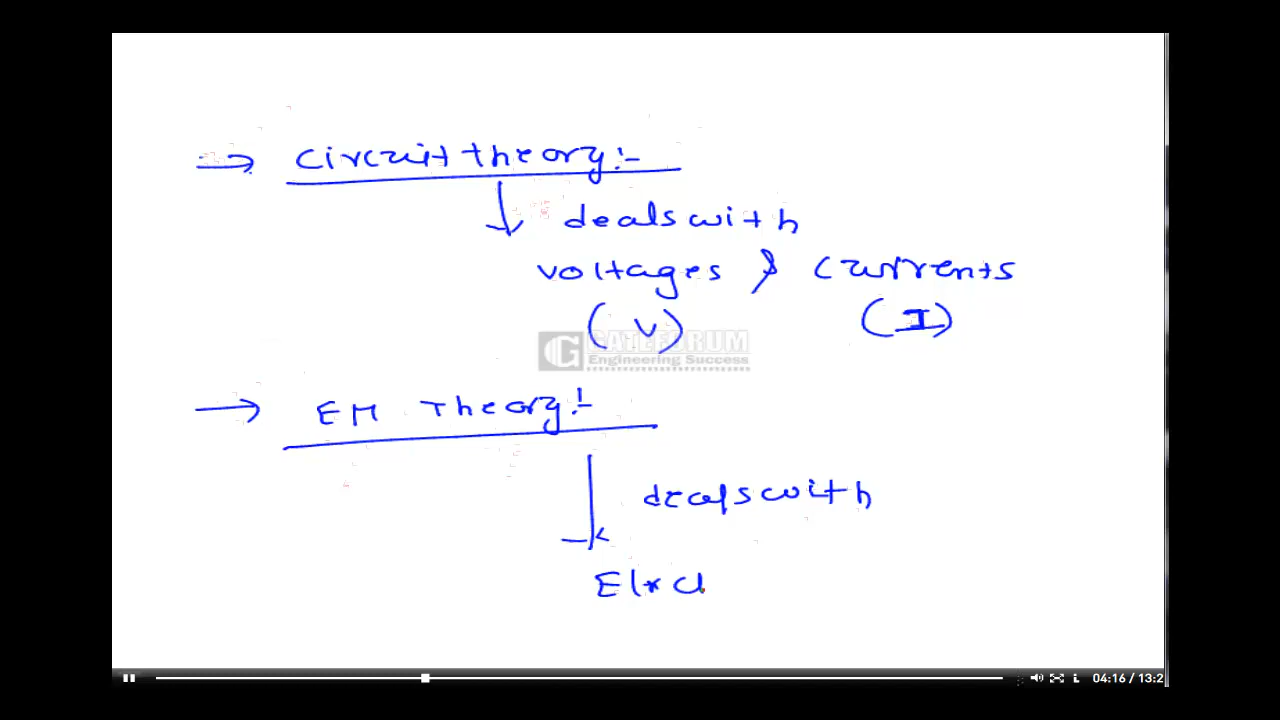 → Circuit theory:-
↓ deals with
voltages & currents
(V) (I)
GATEFORUM
Engineering Success
→ EM Theory:-
↓ deals with
Elec
04:16 / 13:2